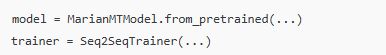 model = MarianMTModel.from_pretrained(...)
trainer = Seq2SeqTrainer(...)